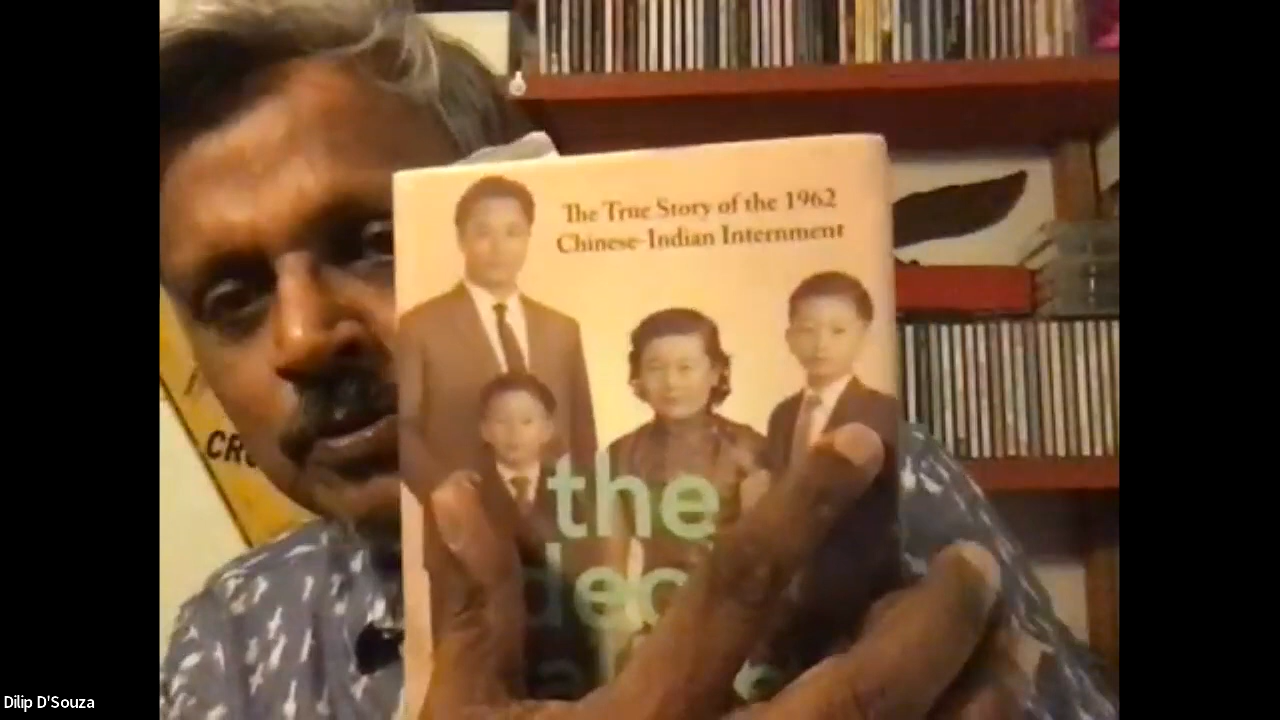 The True Story of the 1962
Chinese-Indian Internment
the
Dilip D'Souza